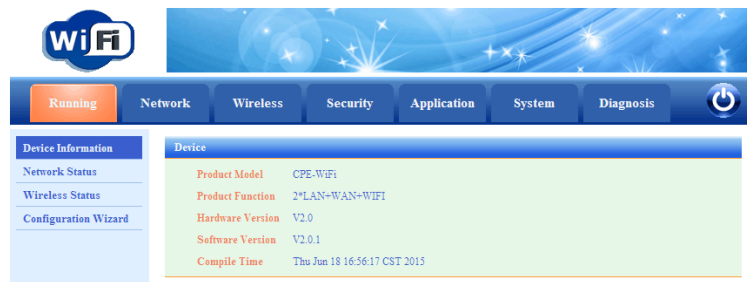 WiFi
Running Network Wireless Security Application System Diagnosis
Device Information
Network Status
Wireless Status
Configuration Wizard
Device
Product Model CPE-WiFi
Product Function 2*LAN+WAN+WIFI
Hardware Version V2.0
Software Version V2.0.1
Compile Time Thu Jun 18 16:56:17 CST 2015